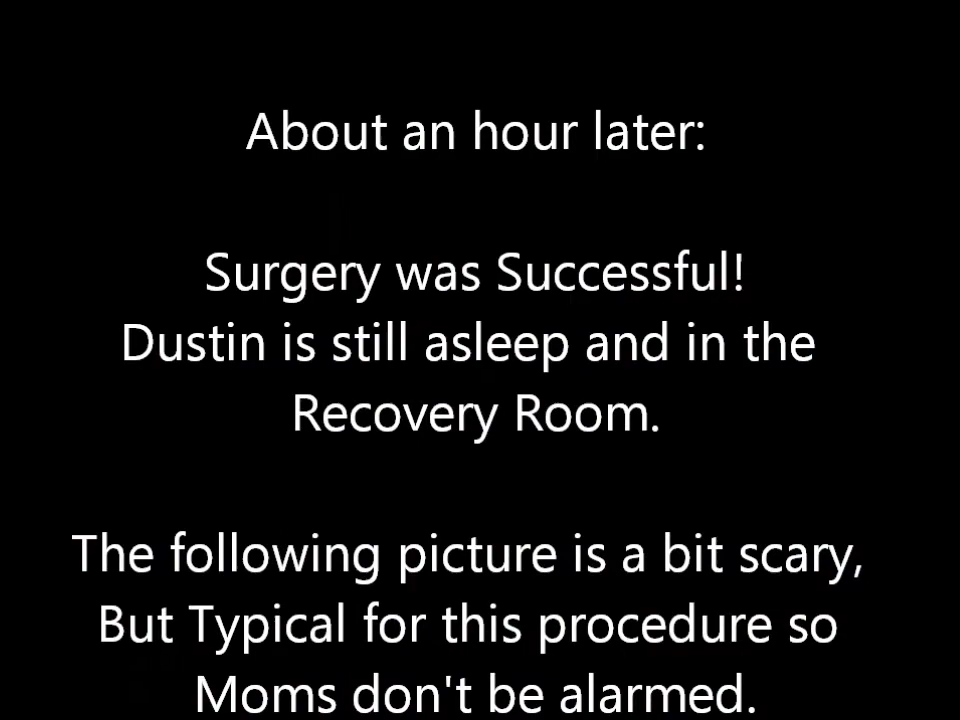 About an hour later:
Surgery was Successful!
Dustin is still asleep and in the
Recovery Room.
The following picture is a bit scary,
But Typical for this procedure so
Moms don't be alarmed.